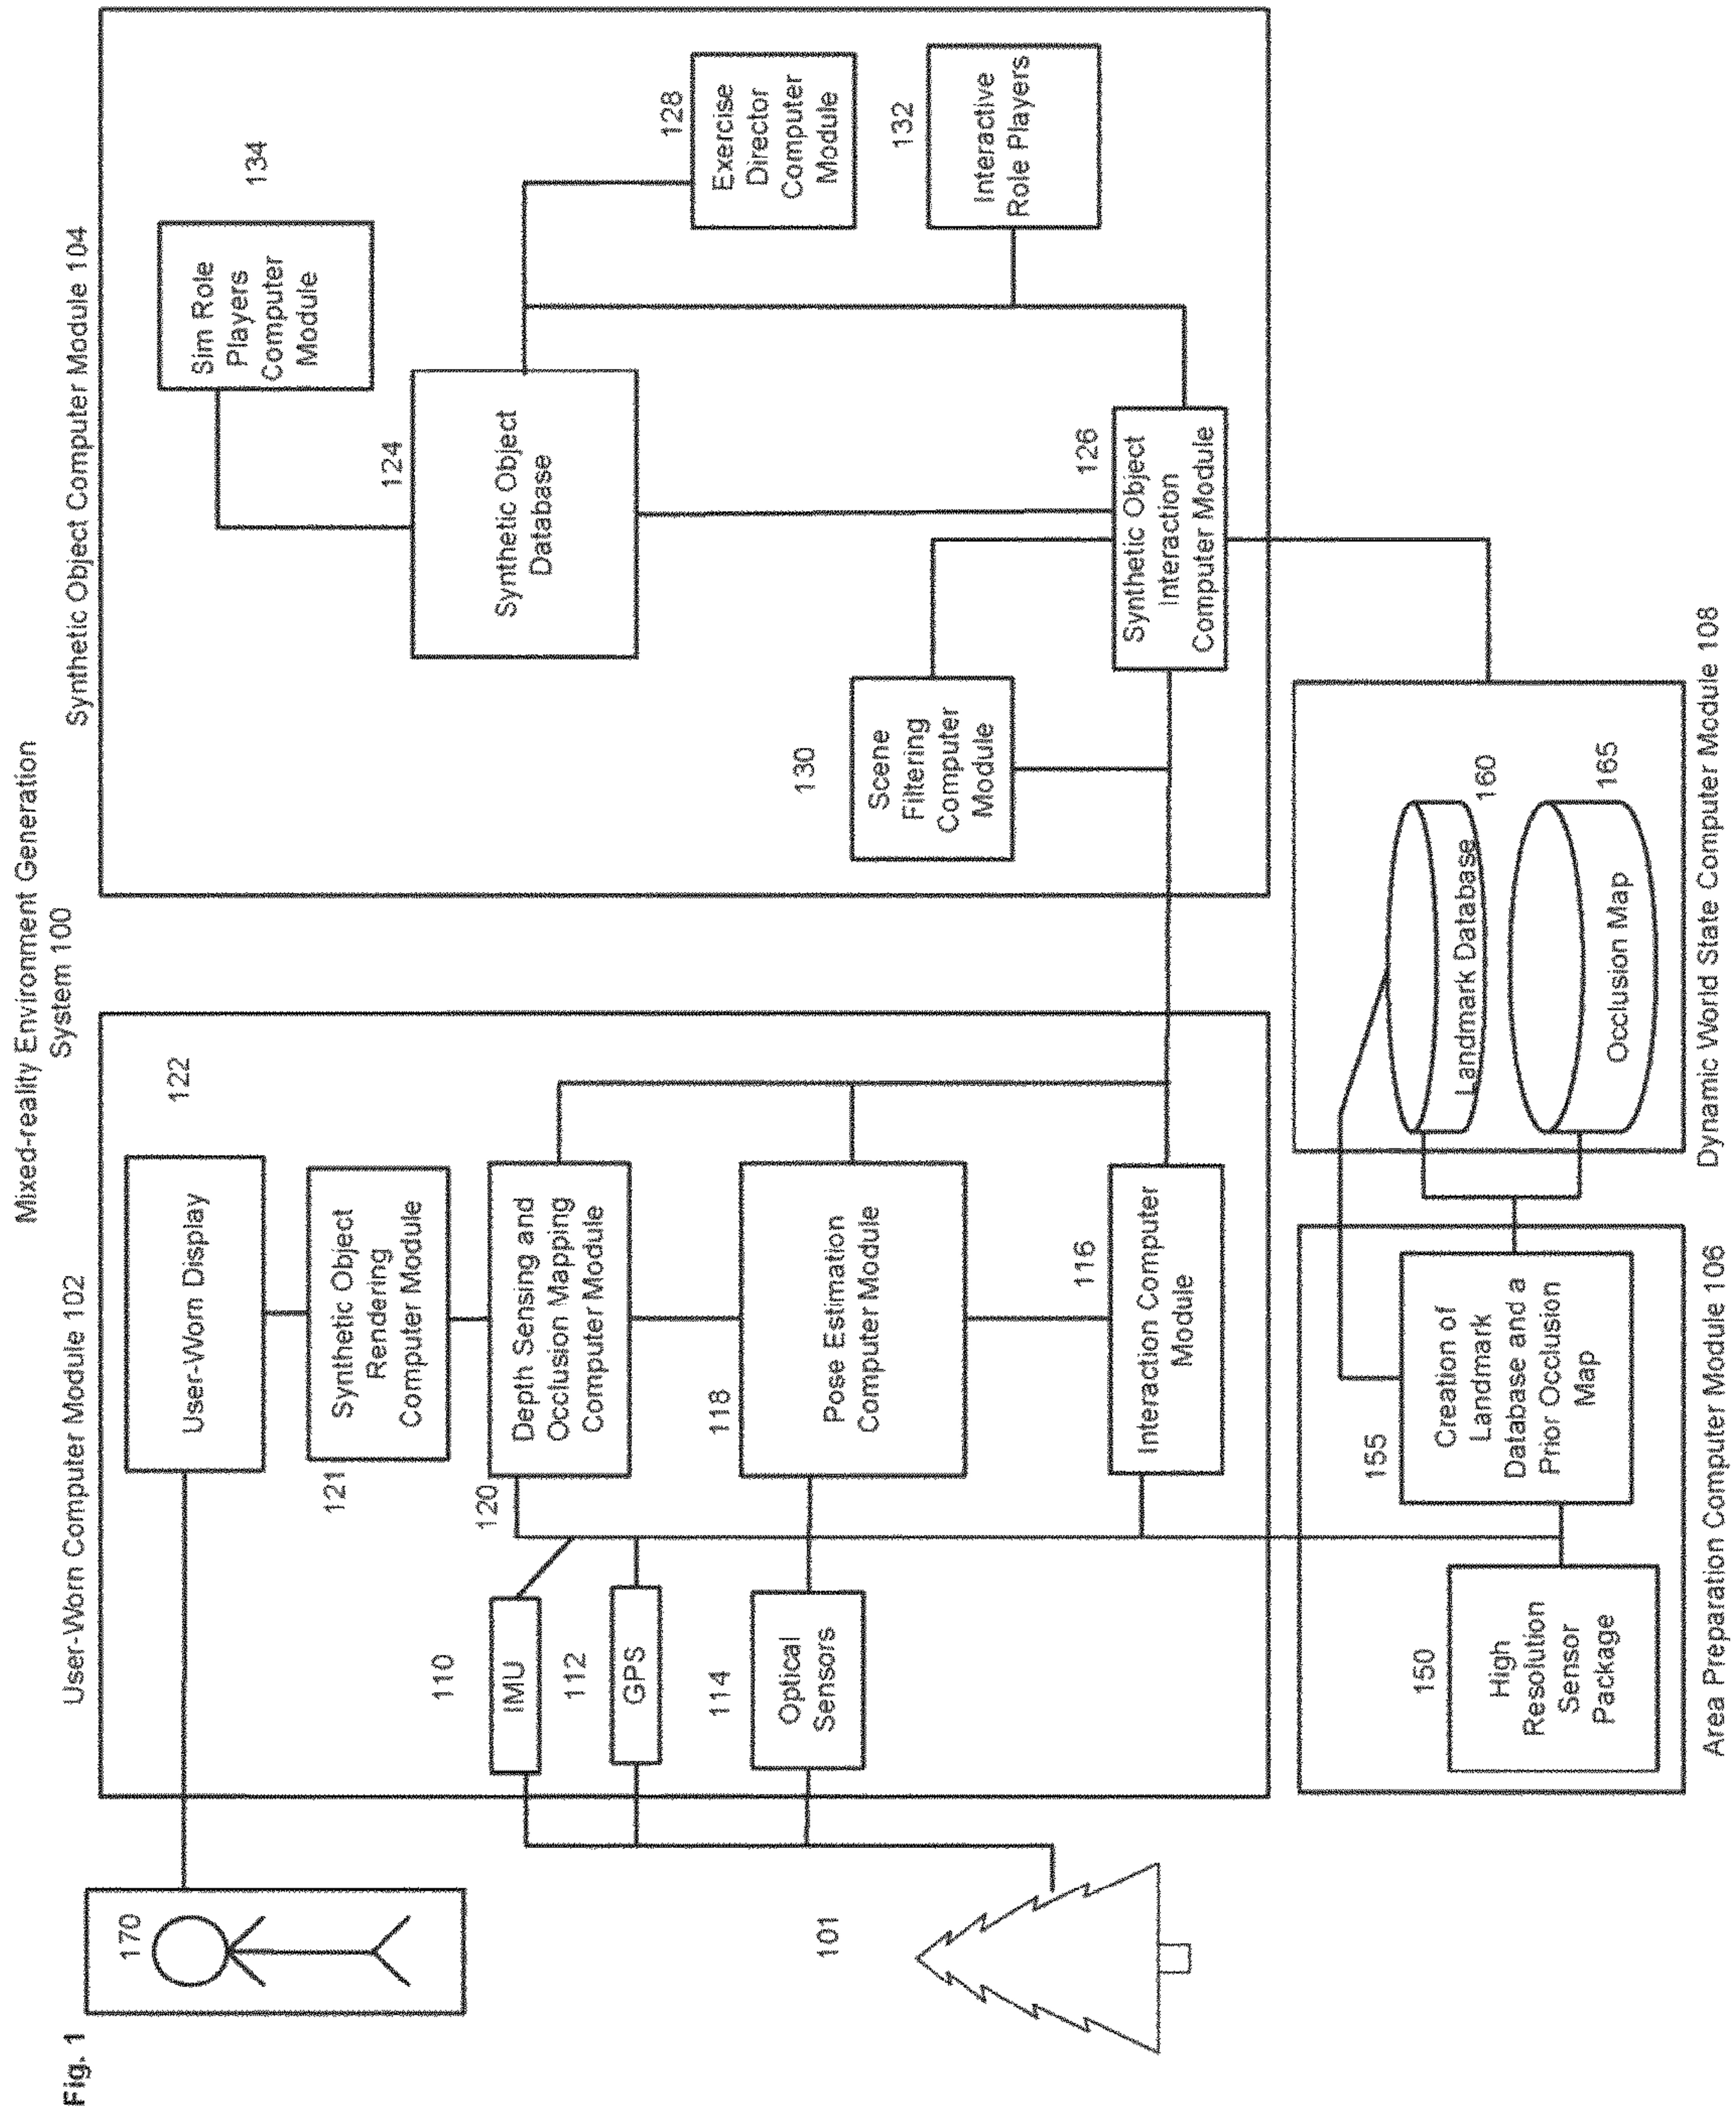 Fig. 1
Mixed-reality Environment Generation
System 100
User-Worn Computer Module 102
Synthetic Object Computer Module 104
170
101
User-Worn Display
122
Synthetic Object
Rendering
Computer Module
121
Depth Sensing and
Occlusion Mapping
Computer Module
120
IMU
110
GPS
112
Optical
Sensors
114
Pose Estimation
Computer Module
118
Interaction Computer
Module
116
Sim Role
Players
Computer
Module
134
Synthetic Object
Database
124
Exercise
Director
Computer
Module
128
Interactive
Role Players
132
Scene
Filtering
Computer
Module
130
Synthetic Object
Interaction
Computer Module
126
High
Resolution
Sensor
Package
150
Creation of
Landmark
Database and a
Prior Occlusion
Map
155
Landmark Database
160
Occlusion Map
165
Area Preparation Computer Module 106
Dynamic World State Computer Module 108